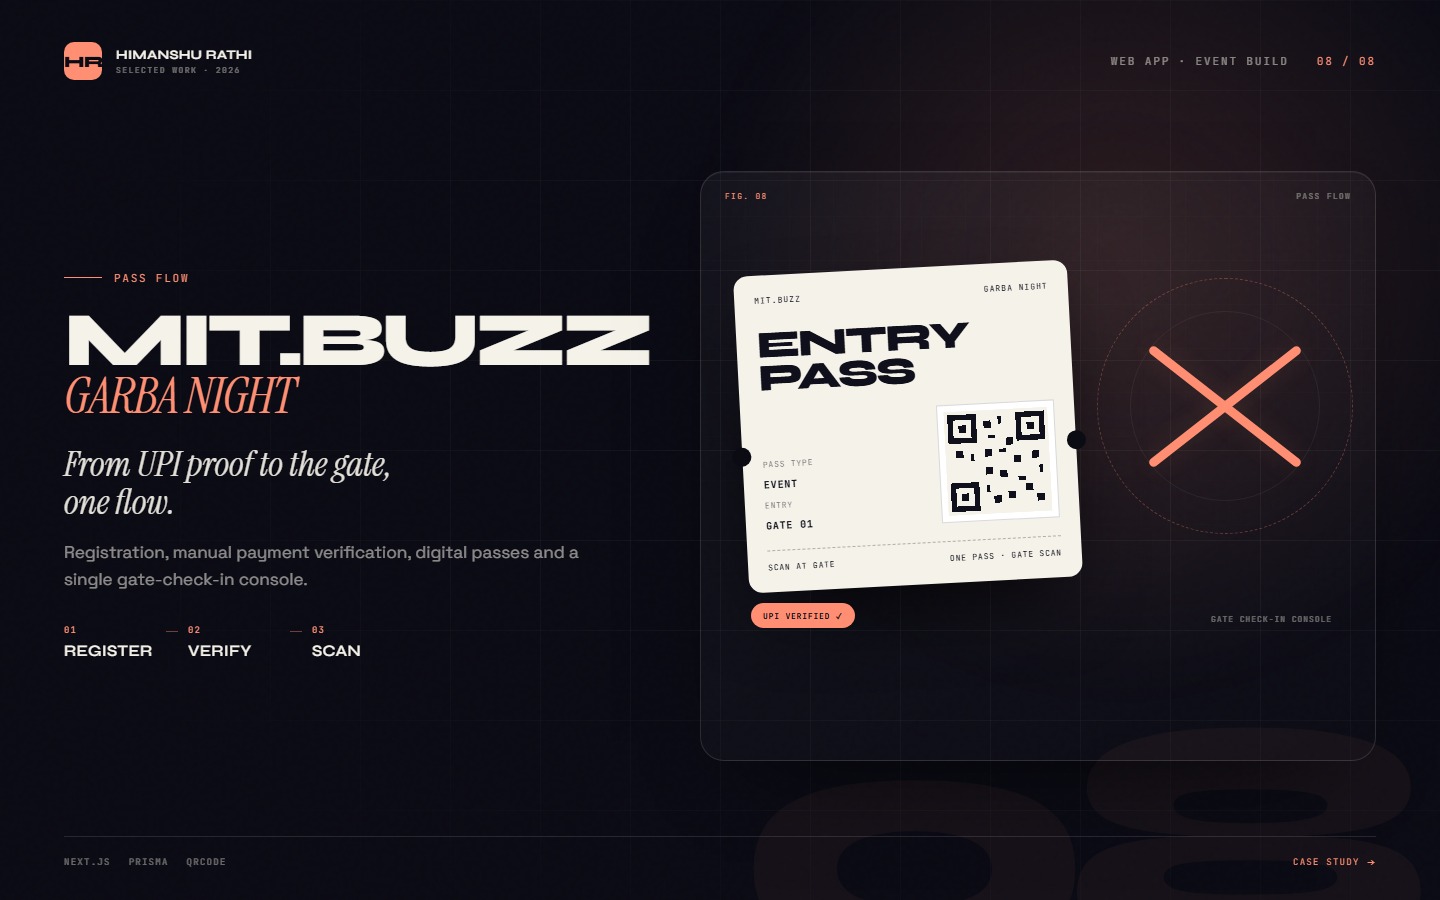 HR
HIMANSHU RATHI
SELECTED WORK · 2026
WEB APP · EVENT BUILD 08 / 08
FIG. 08
PASS FLOW
PASS FLOW
MIT.BUZZ
GARBA NIGHT
From UPI proof to the gate,
one flow.
Registration, manual payment verification, digital passes and a
single gate-check-in console.
01
REGISTER
— 02
VERIFY
— 03
SCAN
MIT.BUZZ
GARBA NIGHT
ENTRY
PASS
PASS TYPE
EVENT
ENTRY
GATE 01
SCAN AT GATE
ONE PASS · GATE SCAN
UPI VERIFIED ✓
GATE CHECK-IN CONSOLE
08
NEXT.JS PRISMA QRCODE
CASE STUDY →